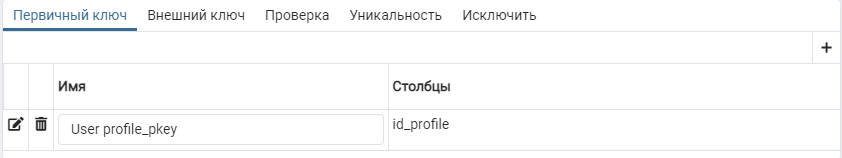 Первичный ключ Внешний ключ Проверка Уникальность Исключить
+
Имя Столбцы
User profile_pkey id_profile